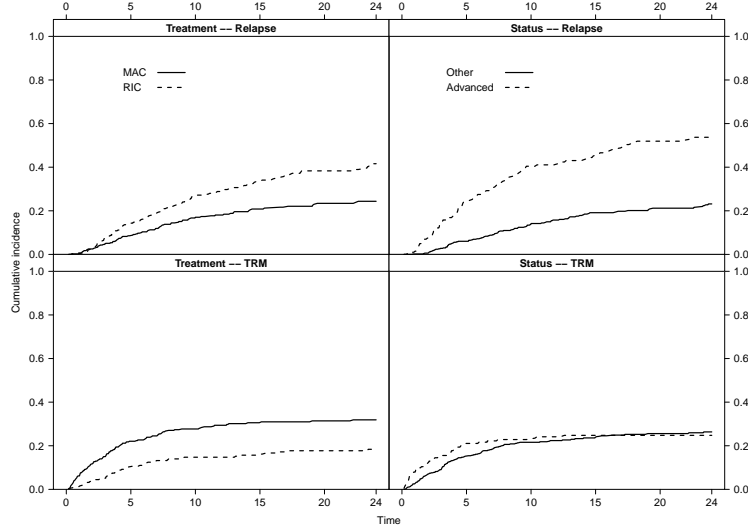 0 5 10 15 20 24 0 5 10 15 20 24
Treatment −− Relapse Status −− Relapse
1.0 1.0
MAC Other
RIC Advanced
0.8 0.8
0.6 0.6
0.4 0.4
0.2 0.2
0.0 0.0
Treatment −− TRM Status −− TRM
1.0 1.0
0.8 0.8
0.6 0.6
0.4 0.4
0.2 0.2
0.0 0.0
0 5 10 15 20 24 0 5 10 15 20 24
Time
Cumulative incidence